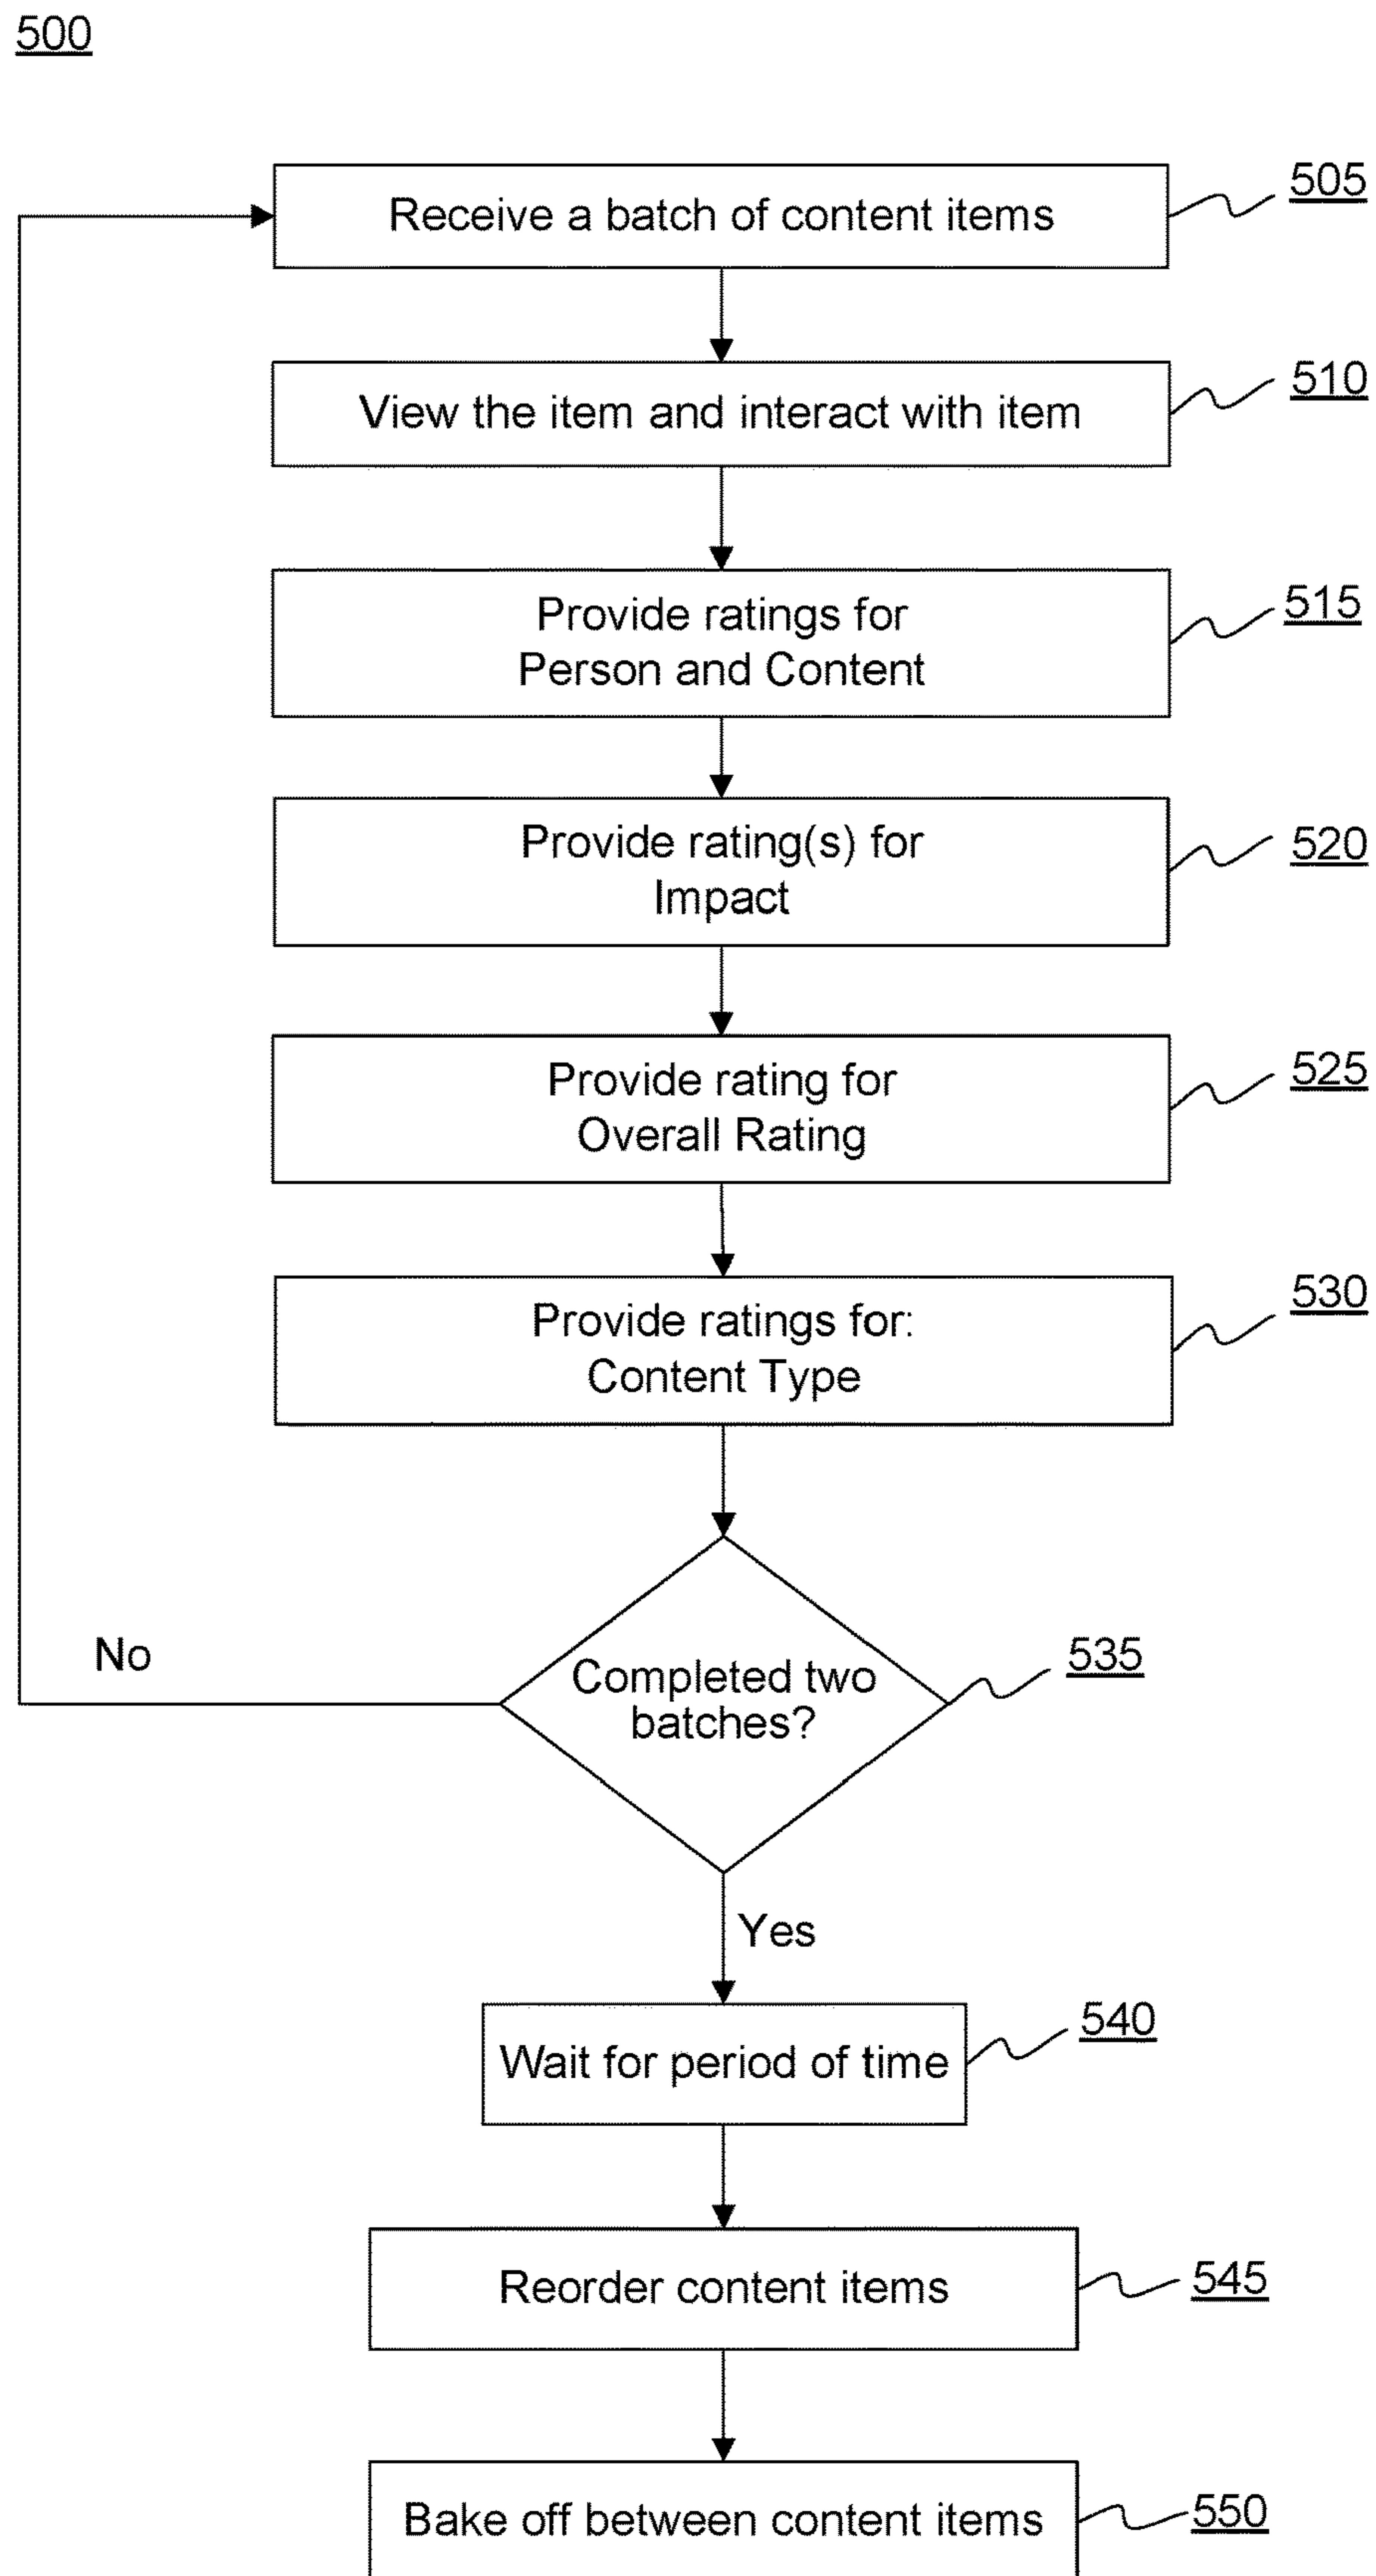 500
Receive a batch of content items
505
View the item and interact with item
510
Provide ratings for
Person and Content
515
Provide rating(s) for
Impact
520
Provide rating for
Overall Rating
525
Provide ratings for:
Content Type
530
No
Completed two
batches?
535
Yes
Wait for period of time
540
Reorder content items
545
Bake off between content items
550